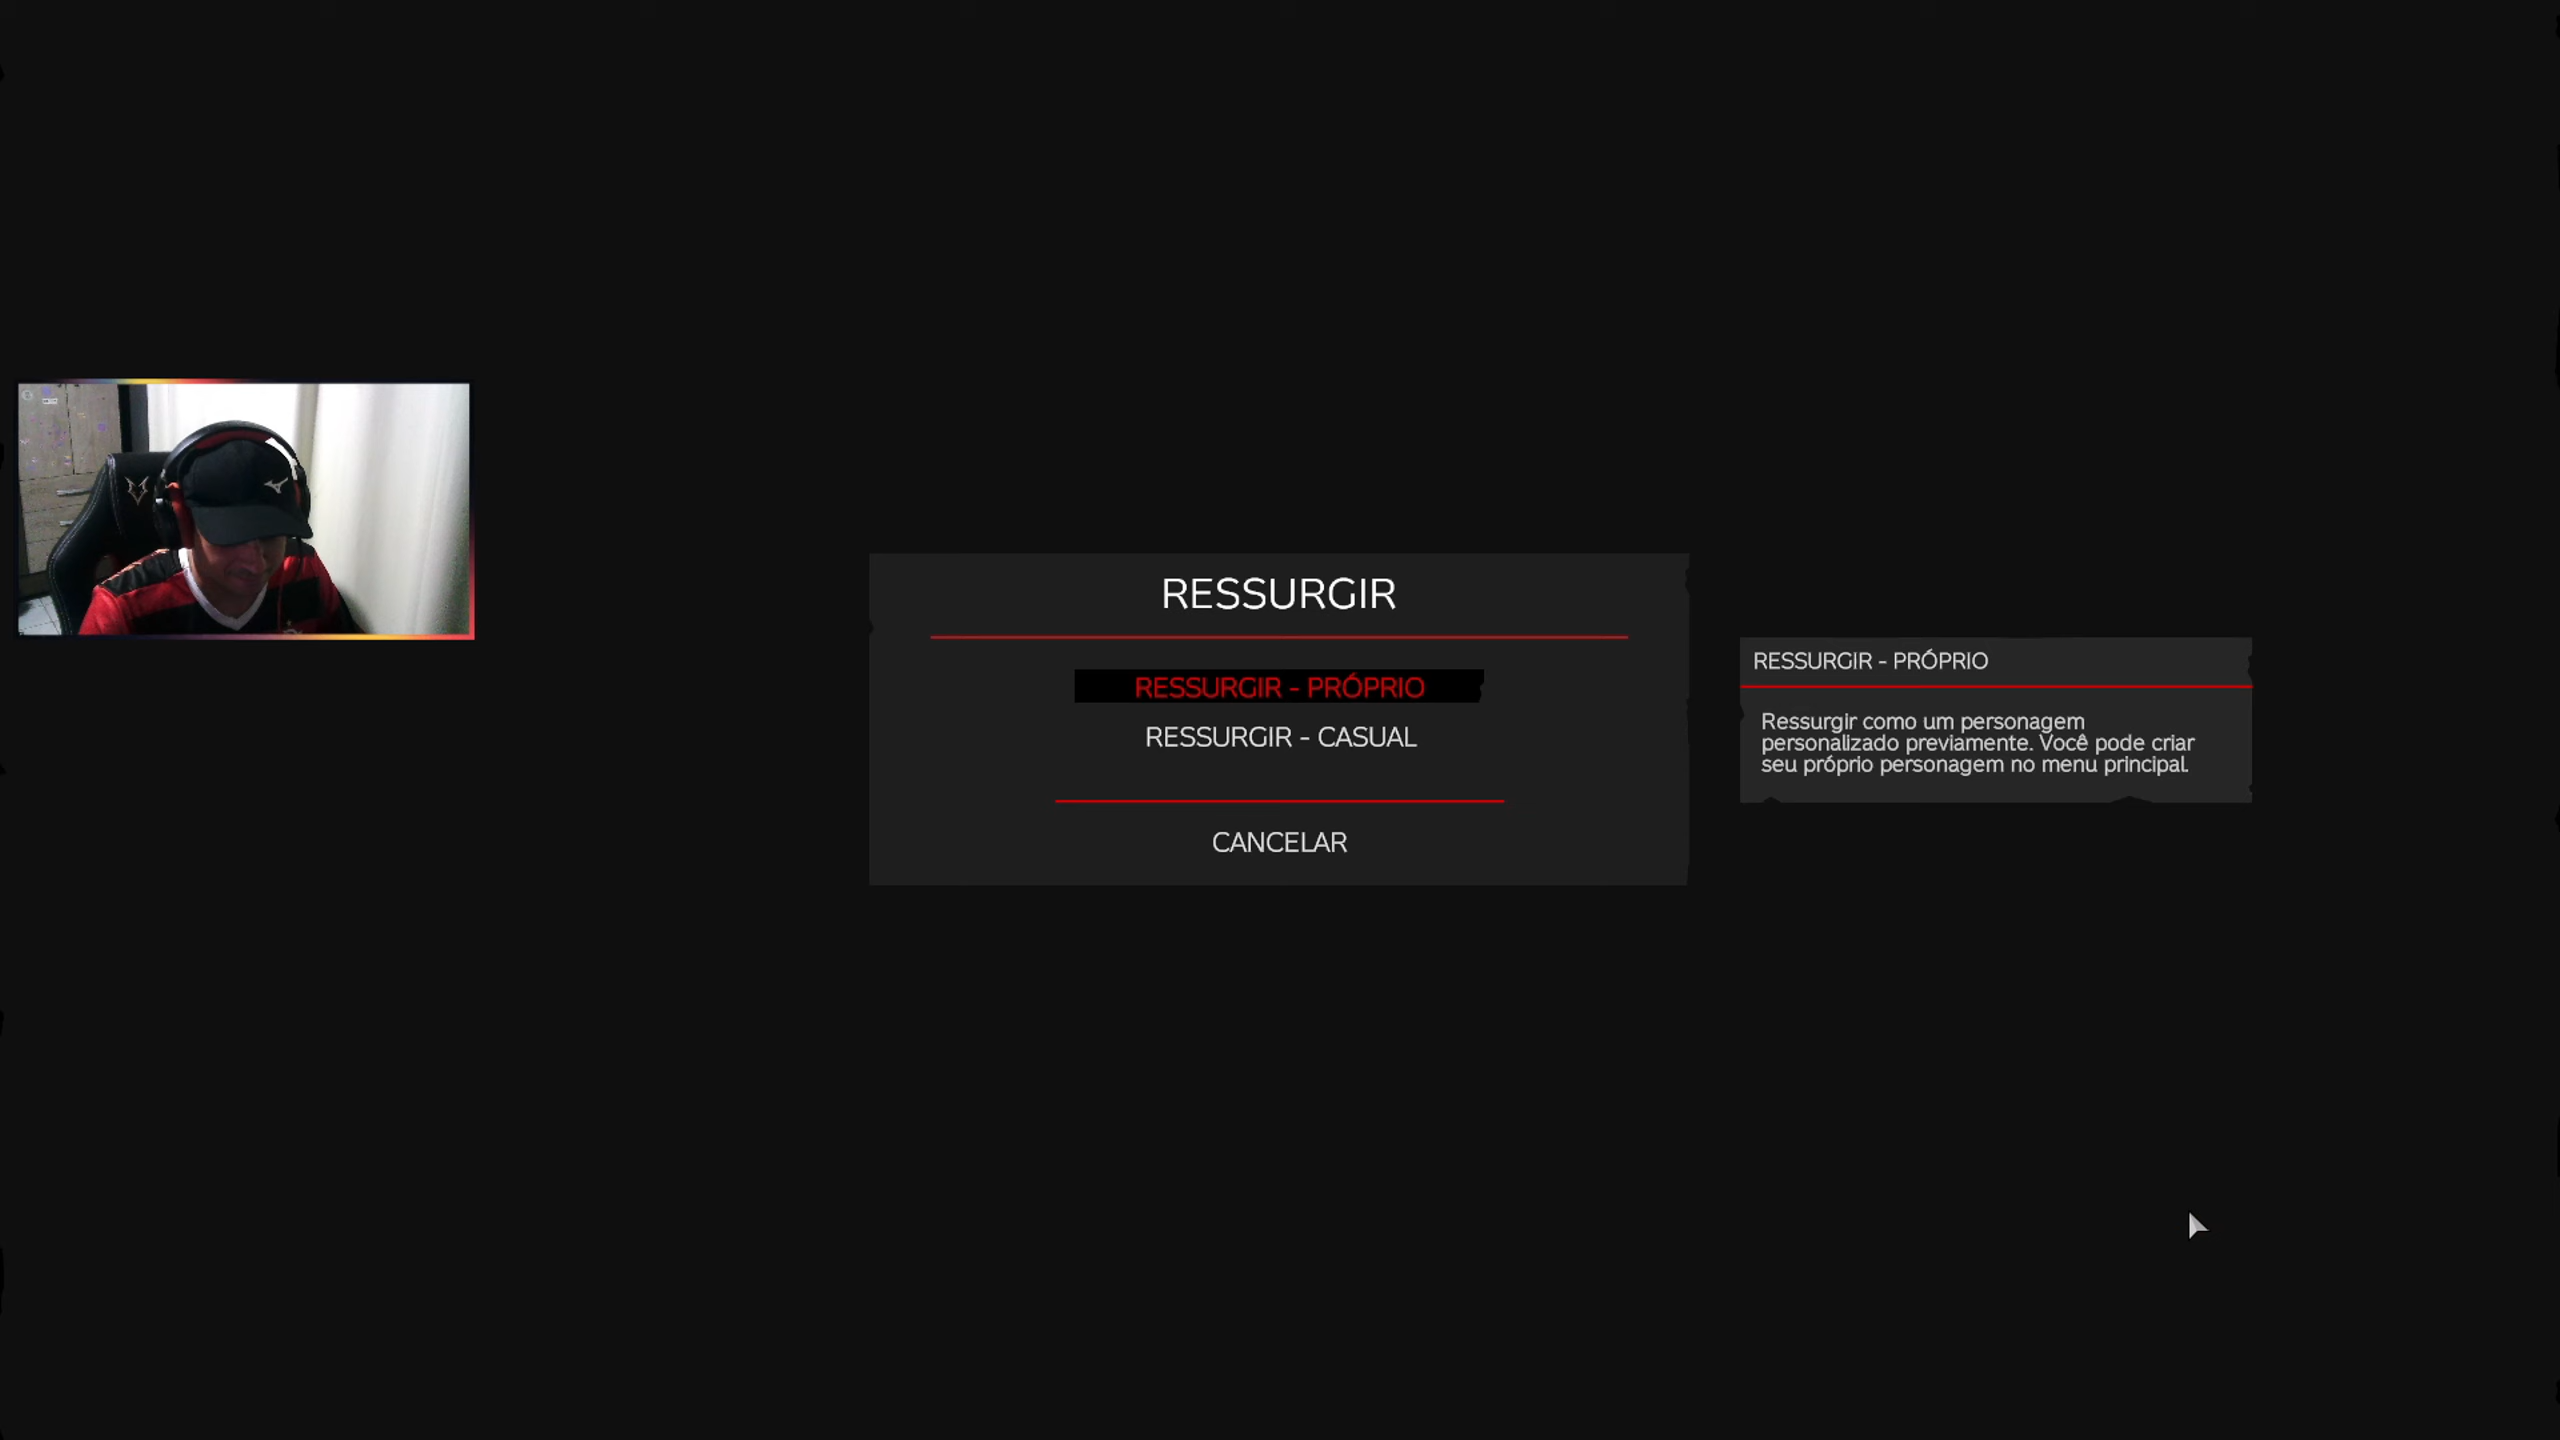 RESSURGIR
RESSURGIR - PRÓPRIO
RESSURGIR - CASUAL
CANCELAR
RESSURGIR - PRÓPRIO
Ressurgir como um personagem
personalizado previamente. Você pode criar
seu próprio personagem no menu principal.